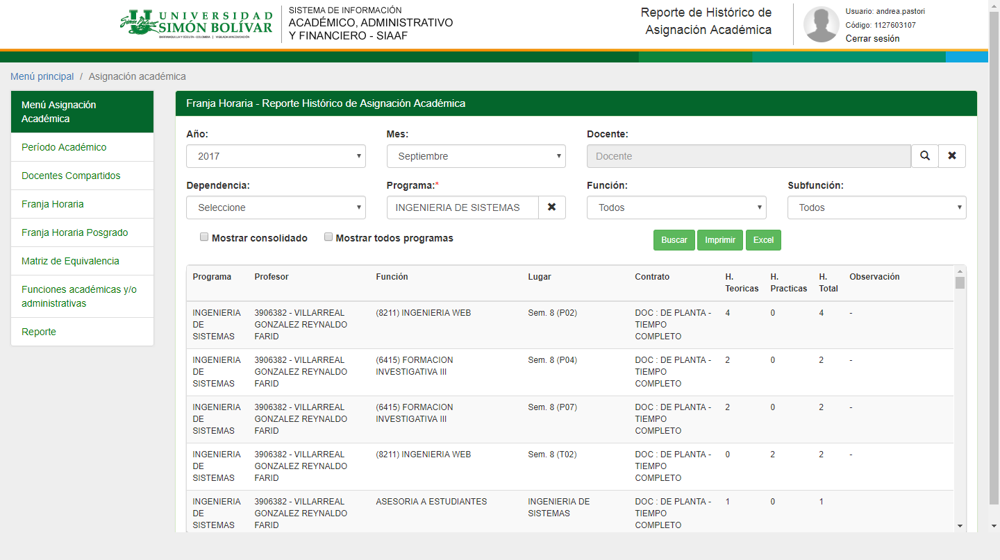 UNIVERSIDAD
SIMÓN BOLÍVAR
BARRANQUILLA Y CÚCUTA - COLOMBIA | VIGILADA MINEDUCACIÓN
SISTEMA DE INFORMACIÓN
ACADÉMICO, ADMINISTRATIVO
Y FINANCIERO - SIAAF
Reporte de Histórico de
Asignación Académica
Usuario: andrea.pastori
Código: 1127603107
Cerrar sesión
Menú principal / Asignación académica
Menú Asignación
Académica
Período Académico
Docentes Compartidos
Franja Horaria
Franja Horaria Posgrado
Matriz de Equivalencia
Funciones académicas y/o
administrativas
Reporte
Franja Horaria - Reporte Histórico de Asignación Académica
Año: Mes: Docente:
2017 Septiembre Docente
Dependencia: Programa:* Función: Subfunción:
Seleccione INGENIERIA DE SISTEMAS Todos Todos
Mostrar consolidado Mostrar todos programas Buscar Imprimir Excel
Programa Profesor Función Lugar Contrato H. H. H. Observación
Teoricas Practicas Total
INGENIERIA 3906382 - VILLARREAL (8211) INGENIERIA WEB Sem. 8 (P02) DOC : DE PLANTA - 4 0 4 -
DE GONZALEZ REYNALDO TIEMPO
SISTEMAS FARID COMPLETO
INGENIERIA 3906382 - VILLARREAL (6415) FORMACION Sem. 8 (P04) DOC : DE PLANTA - 2 0 2 -
DE GONZALEZ REYNALDO INVESTIGATIVA III TIEMPO
SISTEMAS FARID COMPLETO
INGENIERIA 3906382 - VILLARREAL (6415) FORMACION Sem. 8 (P07) DOC : DE PLANTA - 2 0 2 -
DE GONZALEZ REYNALDO INVESTIGATIVA III TIEMPO
SISTEMAS FARID COMPLETO
INGENIERIA 3906382 - VILLARREAL (8211) INGENIERIA WEB Sem. 8 (T02) DOC : DE PLANTA - 0 2 2 -
DE GONZALEZ REYNALDO TIEMPO
SISTEMAS FARID COMPLETO
INGENIERIA 3906382 - VILLARREAL ASESORIA A ESTUDIANTES INGENIERIA DE DOC : DE PLANTA - 1 0 1
DE GONZALEZ REYNALDO SISTEMAS TIEMPO
SISTEMAS FARID COMPLETO